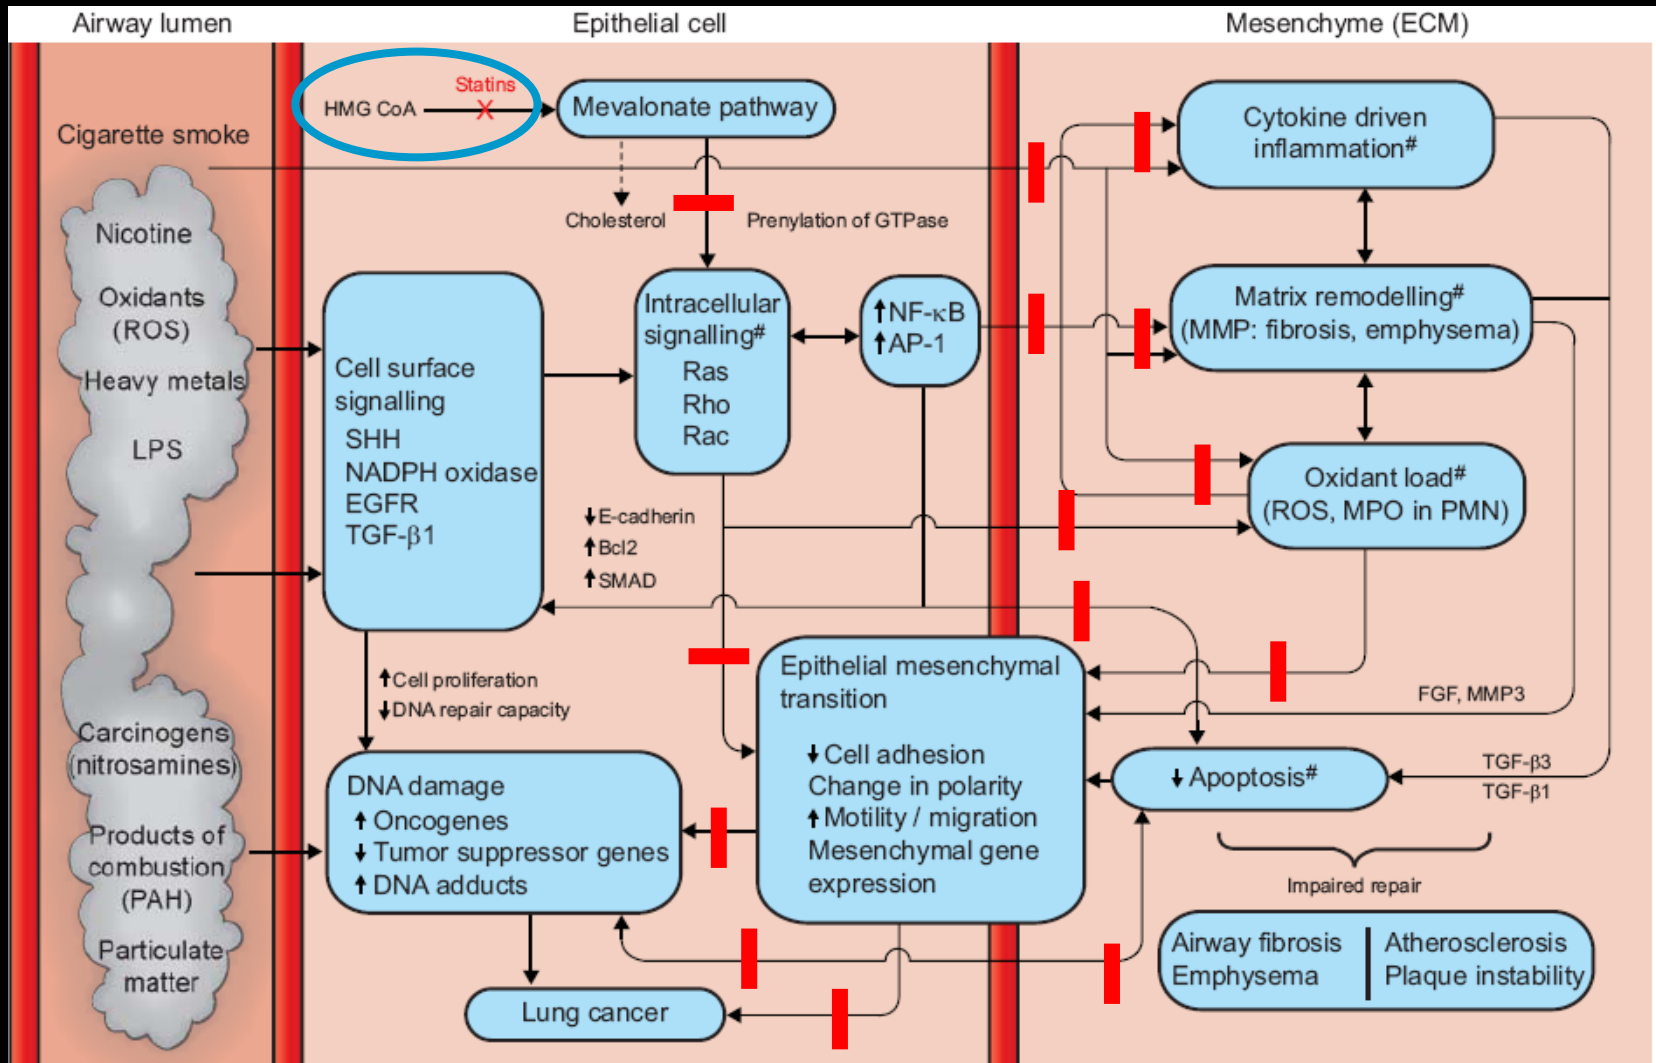 Airway lumen
Epithelial cell
Mesenchyme (ECM)
Cigarette smoke
Nicotine
Oxidants
(ROS)
Heavy metals
LPS
Carcinogens
(nitrosamines)
Products of
combustion
(PAH)
Particulate
matter
HMG CoA
Statins
X
Mevalonate pathway
Cholesterol
Prenylation of GTPase
Cell surface
signalling
SHH
NADPH oxidase
EGFR
TGF-β1
Intracellular
signalling#
Ras
Rho
Rac
↑NF-κB
↑AP-1
↓E-cadherin
↑Bcl2
↑SMAD
↑Cell proliferation
↓DNA repair capacity
DNA damage
↑ Oncogenes
↓ Tumor suppressor genes
↑ DNA adducts
Lung cancer
Epithelial mesenchymal
transition
↓ Cell adhesion
Change in polarity
↑ Motility / migration
Mesenchymal gene
expression
Cytokine driven
inflammation#
Matrix remodelling#
(MMP: fibrosis, emphysema)
Oxidant load#
(ROS, MPO in PMN)
FGF, MMP3
TGF-β3
TGF-β1
↓ Apoptosis#
Impaired repair
Airway fibrosis
Emphysema
Atherosclerosis
Plaque instability